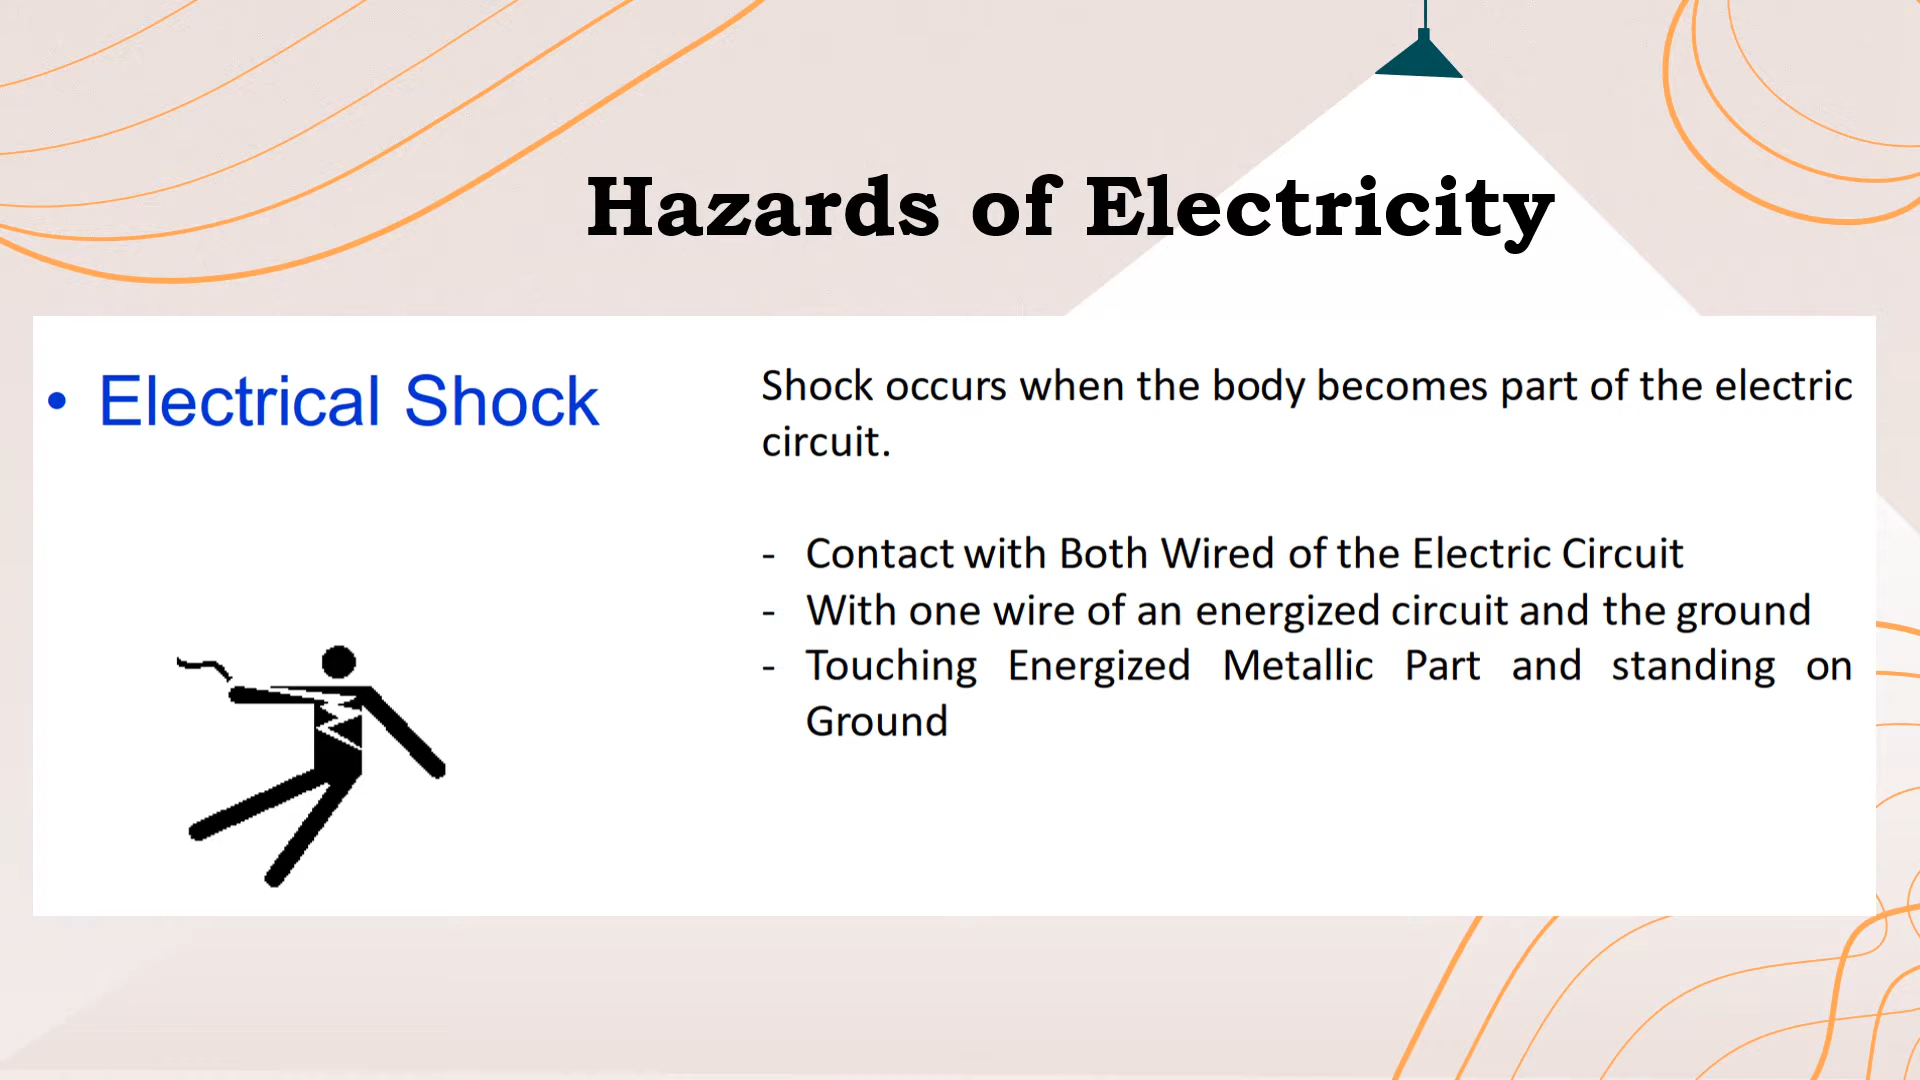 Hazards of Electricity
• Electrical Shock
Shock occurs when the body becomes part of the electric
circuit.
- Contact with Both Wired of the Electric Circuit
- With one wire of an energized circuit and the ground
- Touching Energized Metallic Part and standing on
Ground